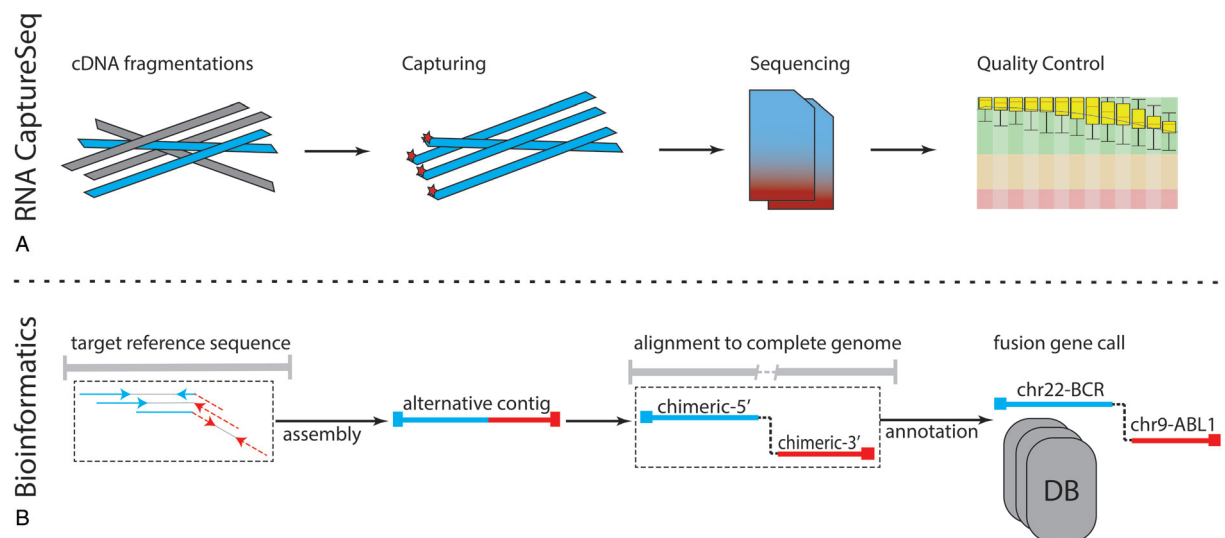 RNA CaptureSeq
cDNA fragmentations
Capturing
Sequencing
Quality Control
A
Bioinformatics
target reference sequence
assembly
alternative contig
alignment to complete genome
chimeric-5′
chimeric-3′
annotation
fusion gene call
chr22-BCR
chr9-ABL1
DB
B